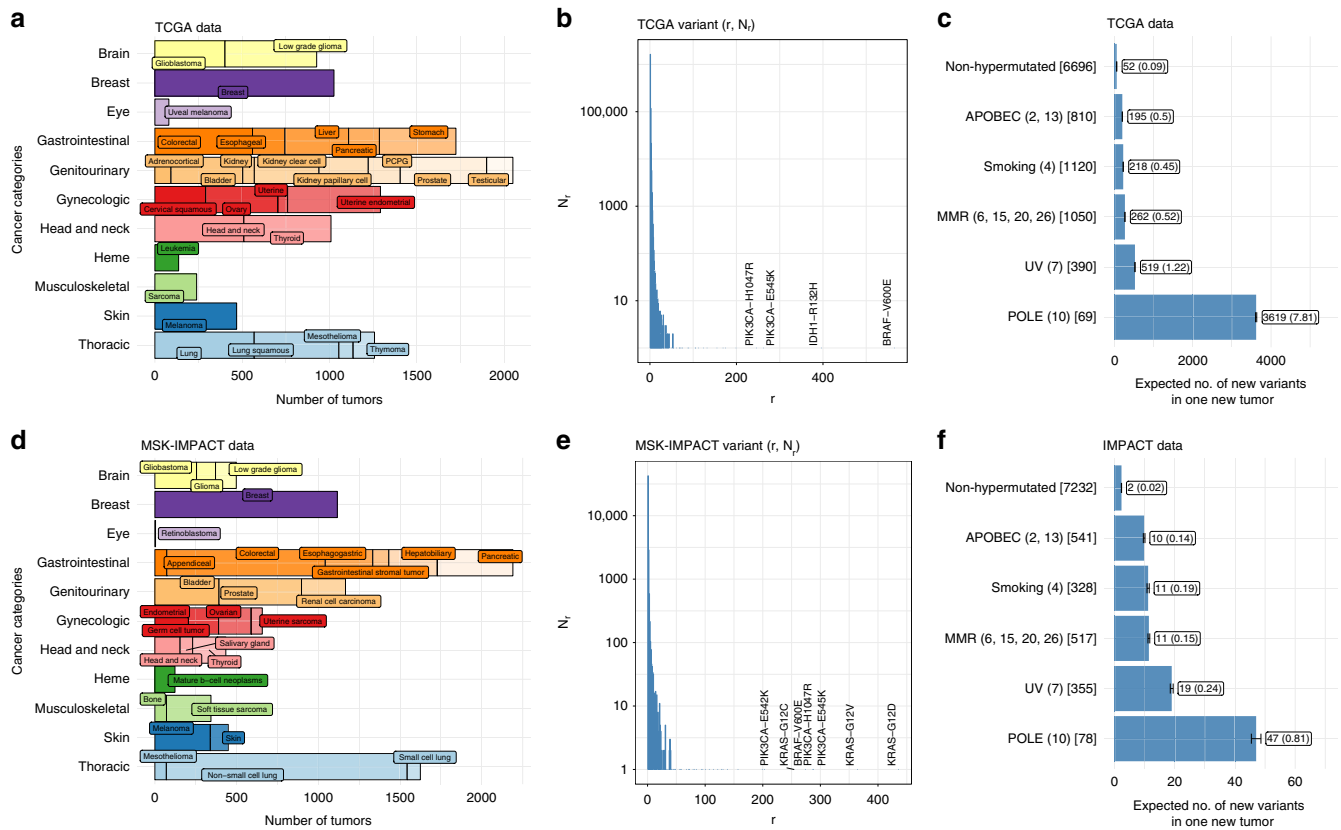 a
TCGA data
Cancer categories
Brain
Breast
Eye
Gastrointestinal
Genitourinary
Gynecologic
Head and neck
Heme
Musculoskeletal
Skin
Thoracic
Low grade glioma
Glioblastoma
Breast
Uveal melanoma
Colorectal
Esophageal
Liver
Pancreatic
Stomach
Adrenocortical
Kidney
Kidney clear cell
PCPG
Bladder
Kidney papillary cell
Prostate
Testicular
Uterine
Cervical squamous
Ovary
Uterine endometrial
Head and neck
Thyroid
Leukemia
Sarcoma
Melanoma
Mesothelioma
Lung
Lung squamous
Thymoma
0
500
1000
1500
2000
Number of tumors
b
TCGA variant (r, Nr)
Nr
100,000
1000
10
PIK3CA−H1047R
PIK3CA−E545K
IDH1−R132H
BRAF−V600E
0
200
400
r
c
TCGA data
Non−hypermutated [6696]
52 (0.09)
APOBEC (2, 13) [810]
195 (0.5)
Smoking (4) [1120]
218 (0.45)
MMR (6, 15, 20, 26) [1050]
262 (0.52)
UV (7) [390]
519 (1.22)
POLE (10) [69]
3619 (7.81)
0
2000
4000
Expected no. of new variants
in one new tumor
d
MSK-IMPACT data
Cancer categories
Brain
Breast
Eye
Gastrointestinal
Genitourinary
Gynecologic
Head and neck
Heme
Musculoskeletal
Skin
Thoracic
Gliobastoma
Low grade glioma
Glioma
Breast
Retinoblastoma
Colorectal
Esophagogastric
Hepatobiliary
Pancreatic
Appendiceal
Gastrointestinal stromal tumor
Bladder
Prostate
Renal cell carcinoma
Endometrial
Ovarian
Germ cell tumor
Uterine sarcoma
Salivary gland
Head and neck
Thyroid
Mature b−cell neoplasms
Bone
Soft tissue sarcoma
Melanoma
Skin
Mesothelioma
Small cell lung
Non−small cell lung
0
500
1000
1500
2000
Number of tumors
e
MSK-IMPACT variant (r, Nr)
Nr
10,000
1000
100
10
1
PIK3CA−E542K
KRAS−G12C
/ BRAF−V600E
PIK3CA−H1047R
PIK3CA−E545K
KRAS−G12V
KRAS−G12D
0
100
200
300
400
r
f
IMPACT data
Non−hypermutated [7232]
2 (0.02)
APOBEC (2, 13) [541]
10 (0.14)
Smoking (4) [328]
11 (0.19)
MMR (6, 15, 20, 26) [517]
11 (0.15)
UV (7) [355]
19 (0.24)
POLE (10) [78]
47 (0.81)
0
20
40
60
Expected no. of new variants
in one new tumor